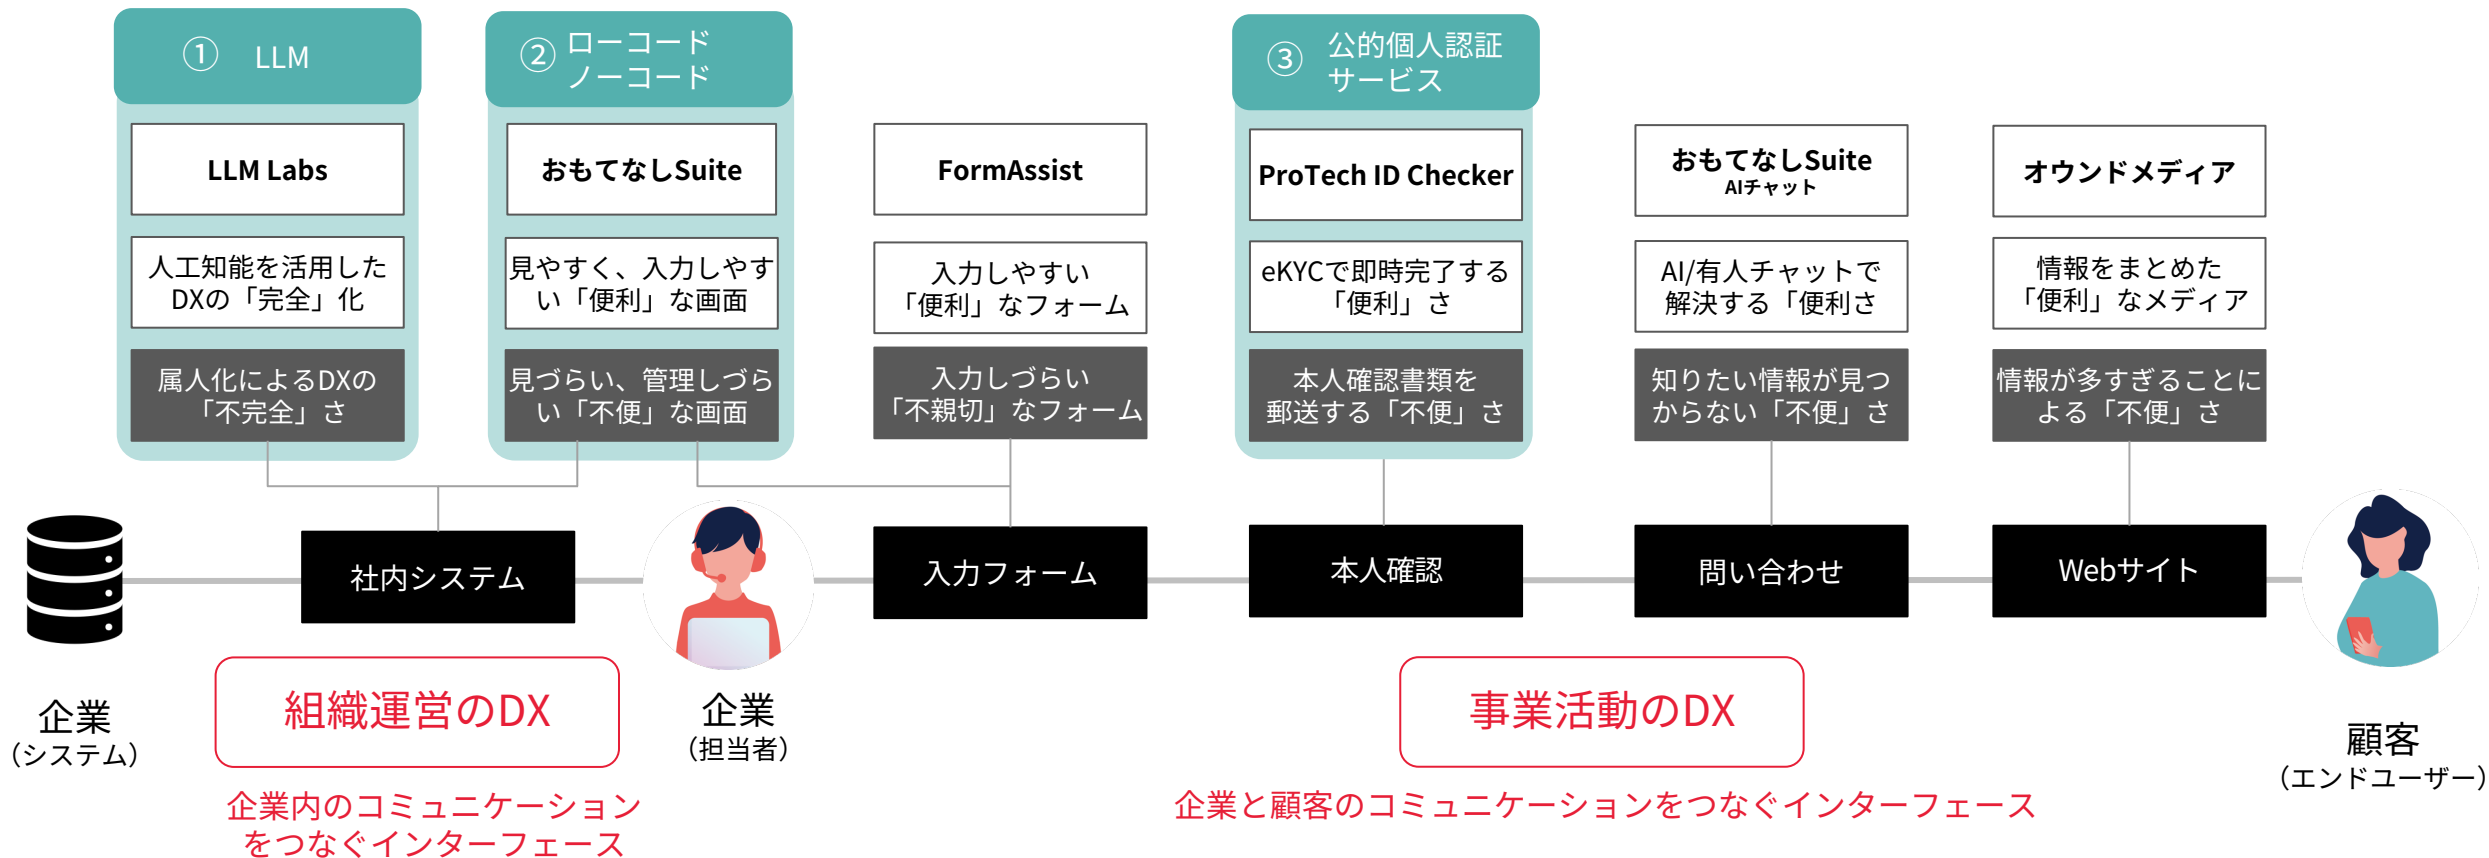 ① LLM
② ローコード
ノーコード
③ 公的個人認証
サービス
LLM Labs
人工知能を活用した
DXの「完全」化
属人化によるDXの
「不完全」さ
おもてなしSuite
見やすく、入力しやす
い「便利」な画面
見づらい、管理しづら
い「不便」な画面
FormAssist
入力しやすい
「便利」なフォーム
入力しづらい
「不親切」なフォーム
ProTech ID Checker
eKYCで即時完了する
「便利」さ
本人確認書類を
郵送する「不便」さ
おもてなしSuite
AIチャット
AI/有人チャットで
解決する「便利さ
知りたい情報が見つ
からない「不便」さ
オウンドメディア
情報をまとめた
「便利」なメディア
情報が多すぎることに
よる「不便」さ
社内システム
入力フォーム
本人確認
問い合わせ
Webサイト
企業
（システム）
組織運営のDX
企業内のコミュニケーション
をつなぐインターフェース
企業
（担当者）
事業活動のDX
企業と顧客のコミュニケーションをつなぐインターフェース
顧客
（エンドユーザー）